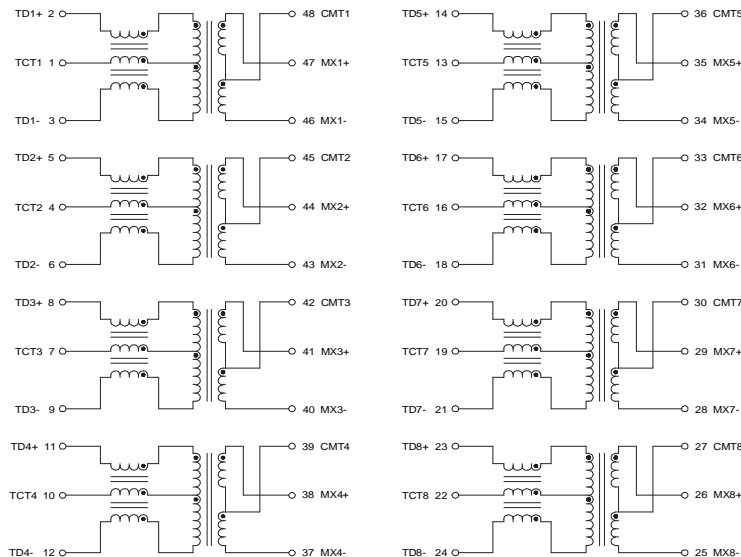 TD1+ 2 48 CMT1 TD5+ 14 36 CMT5
TCT1 1 47 MX1+ TCT5 13 35 MX5+
TD1- 3 46 MX1- TD5- 15 34 MX5-
TD2+ 5 45 CMT2 TD6+ 17 33 CMT6
TCT2 4 44 MX2+ TCT6 16 32 MX6+
TD2- 6 43 MX2- TD6- 18 31 MX6-
TD3+ 8 42 CMT3 TD7+ 20 30 CMT7
TCT3 7 41 MX3+ TCT7 19 29 MX7+
TD3- 9 40 MX3- TD7- 21 28 MX7-
TD4+ 11 39 CMT4 TD8+ 23 27 CMT8
TCT4 10 38 MX4+ TCT8 22 26 MX8+
TD4- 12 37 MX4- TD8- 24 25 MX8-